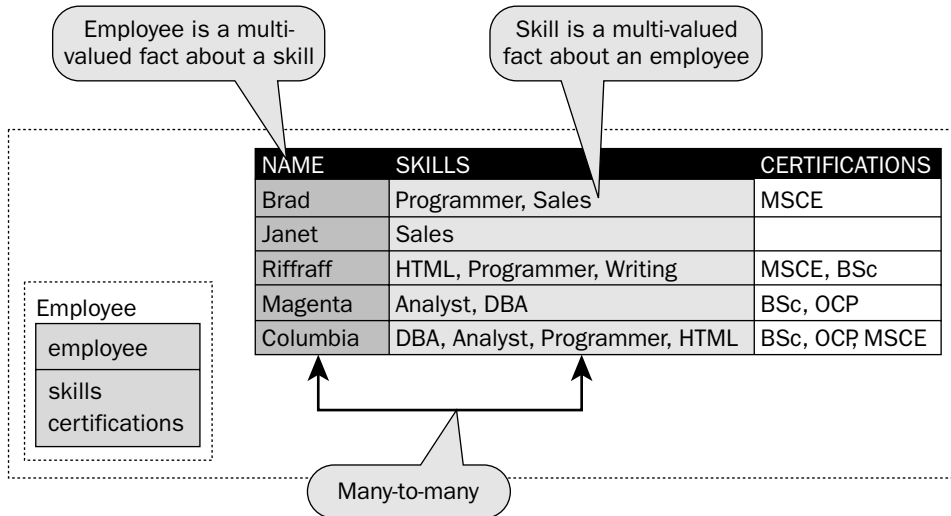 Employee is a multi-
valued fact about a skill
Skill is a multi-valued
fact about an employee
NAME SKILLS CERTIFICATIONS
Brad Programmer, Sales MSCE
Janet Sales
Riffraff HTML, Programmer, Writing MSCE, BSc
Magenta Analyst, DBA BSc, OCP
Columbia DBA, Analyst, Programmer, HTML BSc, OCP, MSCE
Employee
employee
skills
certifications
Many-to-many